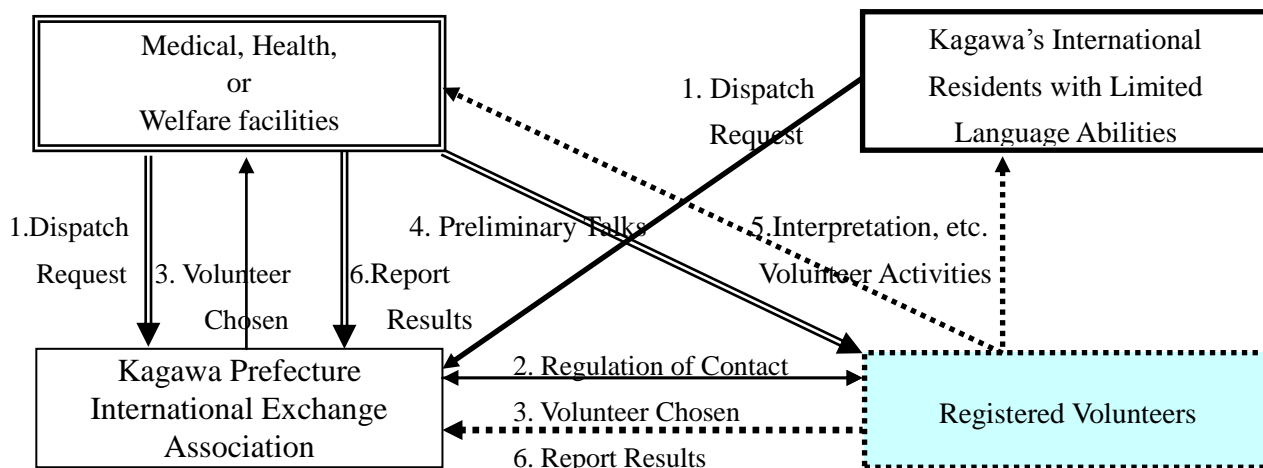 Medical, Health,
or
Welfare facilities
Kagawa’s International
Residents with Limited
Language Abilities
1. Dispatch
Request
1.Dispatch
Request
3. Volunteer
Chosen
6.Report
Results
4. Preliminary Talks
5.Interpretation, etc.
Volunteer Activities
Kagawa Prefecture
International Exchange
Association
2. Regulation of Contact
3. Volunteer Chosen
6. Report Results
Registered Volunteers